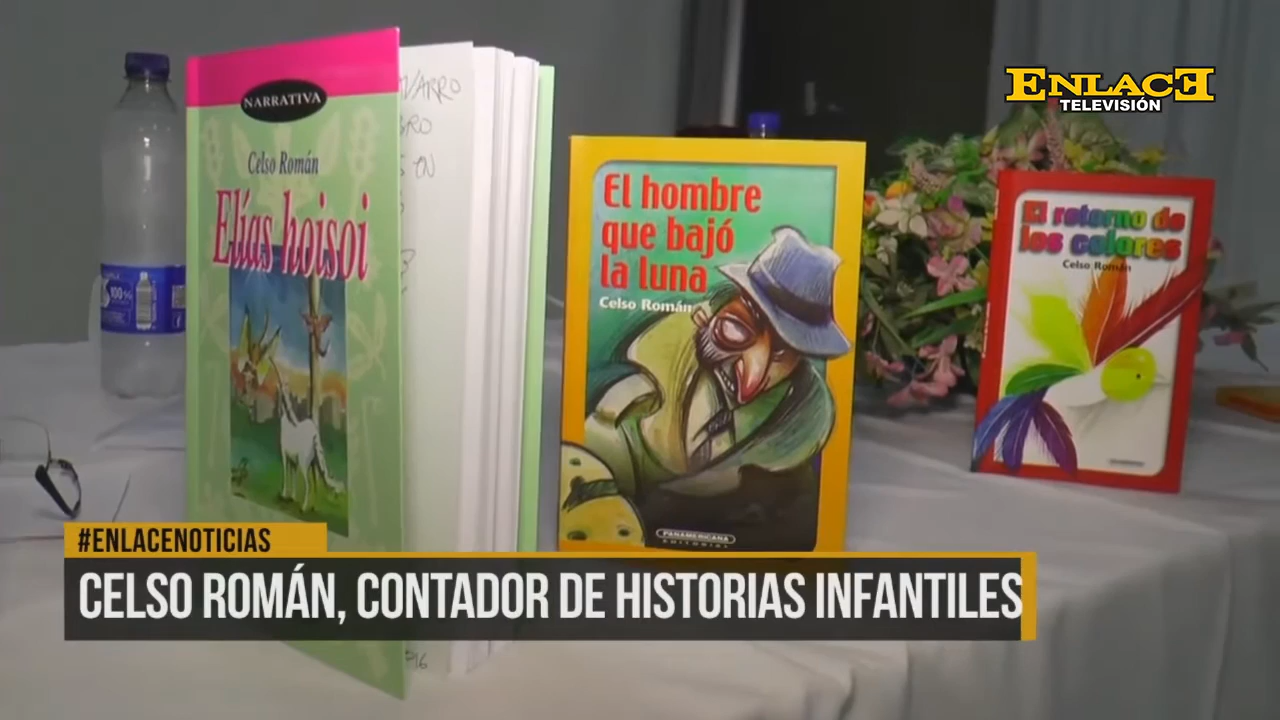 ENLACE
TELEVISIÓN
NARRATIVA
Celso Román
Elías hoisoi
El hombre
que bajó
la luna
Celso Román
PANAMERICANA
EDITORIAL
El retorno de
los colores
Celso Román
100%
#ENLACENOTICIAS
CELSO ROMÁN, CONTADOR DE HISTORIAS INFANTILES